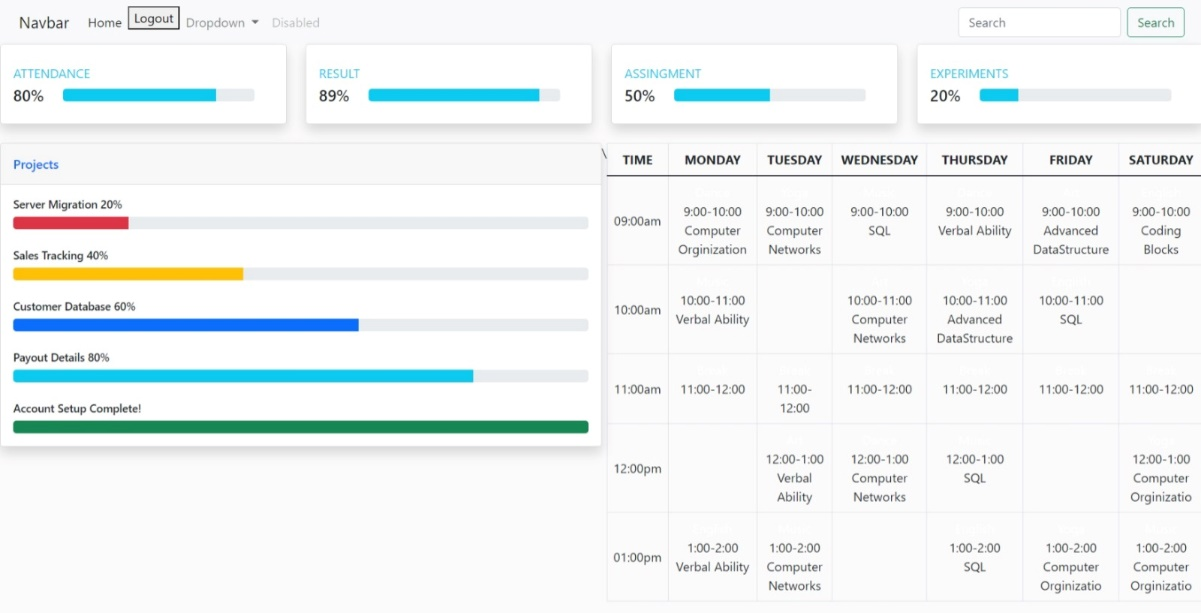 Navbar Home Logout Dropdown Disabled Search Search
ATTENDANCE
80%
RESULT
89%
ASSINGMENT
50%
EXPERIMENTS
20%
Projects
Server Migration 20%
Sales Tracking 40%
Customer Database 60%
Payout Details 80%
Account Setup Complete!
\
TIME MONDAY TUESDAY WEDNESDAY THURSDAY FRIDAY SATURDAY
09:00am
9:00-10:00
Computer
Orginization
9:00-10:00
Computer
Networks
9:00-10:00
SQL
9:00-10:00
Verbal Ability
9:00-10:00
Advanced
DataStructure
9:00-10:00
Coding
Blocks
10:00am
10:00-11:00
Verbal Ability
10:00-11:00
Computer
Networks
10:00-11:00
Advanced
DataStructure
10:00-11:00
SQL
11:00am
11:00-12:00
11:00-
12:00
11:00-12:00
11:00-12:00
11:00-12:00
11:00-12:00
12:00pm
12:00-1:00
Verbal
Ability
12:00-1:00
Computer
Networks
12:00-1:00
SQL
12:00-1:00
Computer
Orginizatio
01:00pm
1:00-2:00
Verbal Ability
1:00-2:00
Computer
Networks
1:00-2:00
SQL
1:00-2:00
Computer
Orginizatio
1:00-2:00
Computer
Orginizatio